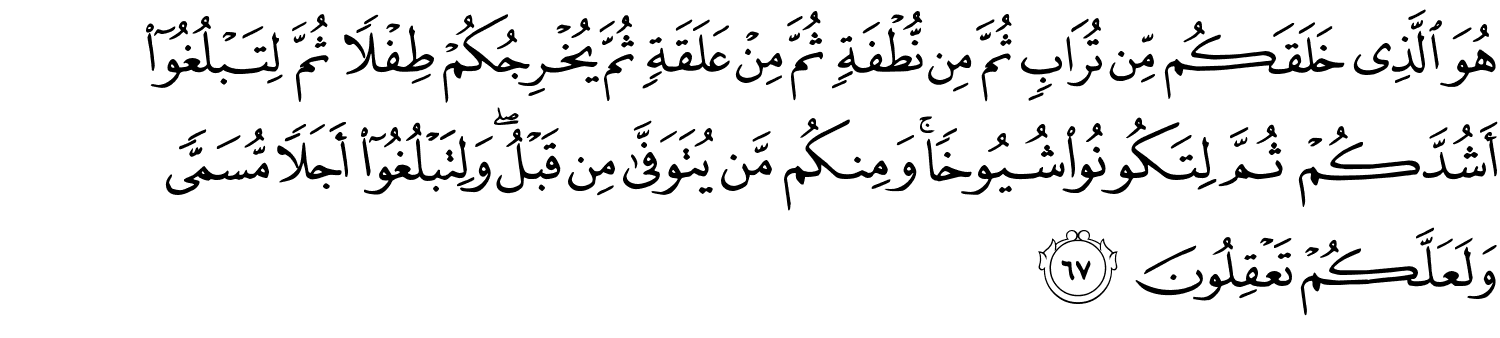 هُوَ ٱلَّذِى خَلَقَكُم مِّن تُرَابٍ ثُمَّ مِن نُّطْفَةٍ ثُمَّ مِنْ عَلَقَةٍ ثُمَّ يُخْرِجُكُمْ طِفْلًا ثُمَّ لِتَبْلُغُوٓا۟
أَشُدَّكُمْ ثُمَّ لِتَكُونُوا۟ شُيُوخًا ۚ وَمِنكُم مَّن يُتَوَفَّىٰ مِن قَبْلُ ۖ وَلِتَبْلُغُوٓا۟ أَجَلًا مُّسَمًّى
وَلَعَلَّكُمْ تَعْقِلُونَ ٦٧